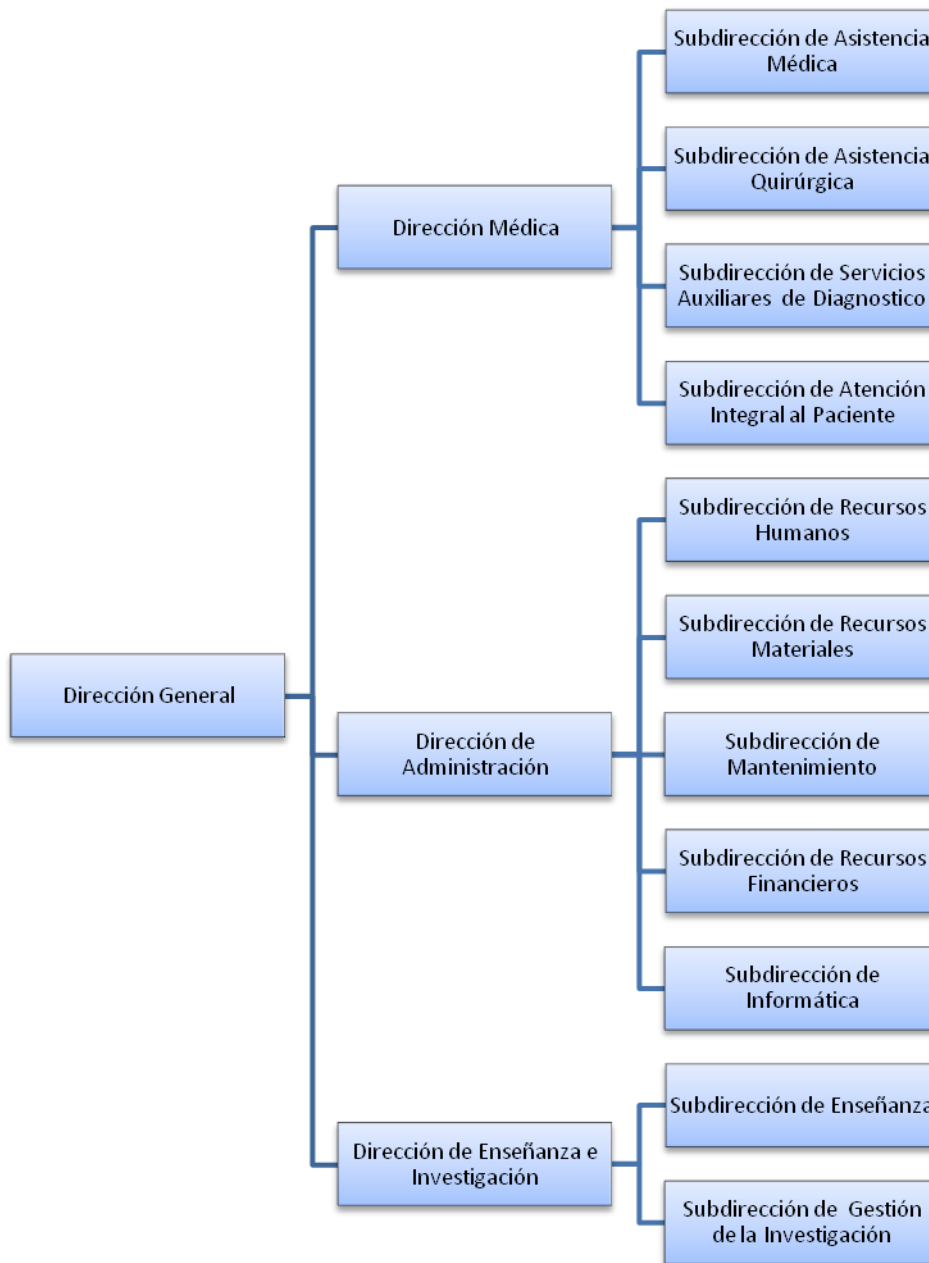 Subdirección de Asistencia
Médica
Subdirección de Asistencia
Quirúrgica
Dirección Médica
Subdirección de Servicios
Auxiliares de Diagnostico
Subdirección de Atención
Integral al Paciente
Subdirección de Recursos
Humanos
Subdirección de Recursos
Materiales
Dirección General
Dirección de
Administración
Subdirección de
Mantenimiento
Subdirección de Recursos
Financieros
Subdirección de
Informática
Subdirección de Enseñanza
Dirección de Enseñanza e
Investigación
Subdirección de Gestión
de la Investigación